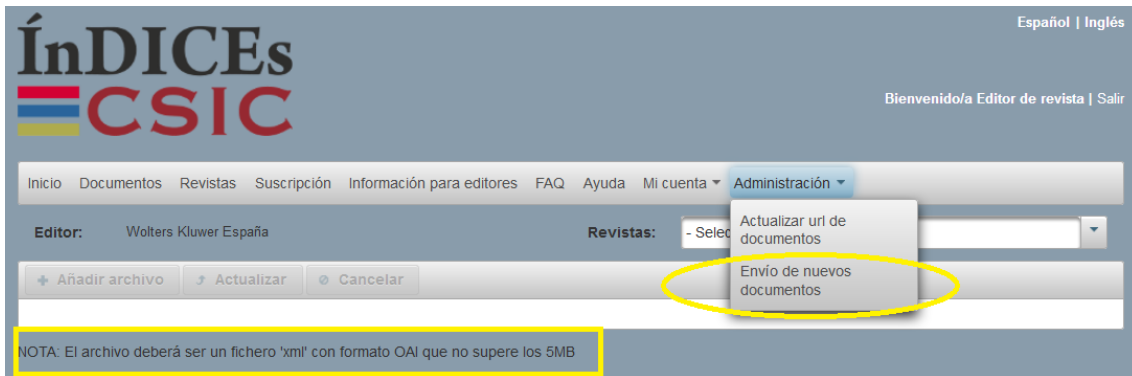 Español | Inglés
ÍnDICEs
CSIC
Bienvenido/a Editor de revista | Salir
Inicio Documentos Revistas Suscripción Información para editores FAQ Ayuda Mi cuenta Administración
Actualizar url de
documentos
Envío de nuevos
documentos
Editor: Wolters Kluwer España Revistas: - Selec
Añadir archivo Actualizar Cancelar
NOTA: El archivo deberá ser un fichero 'xml' con formato OAI que no supere los 5MB